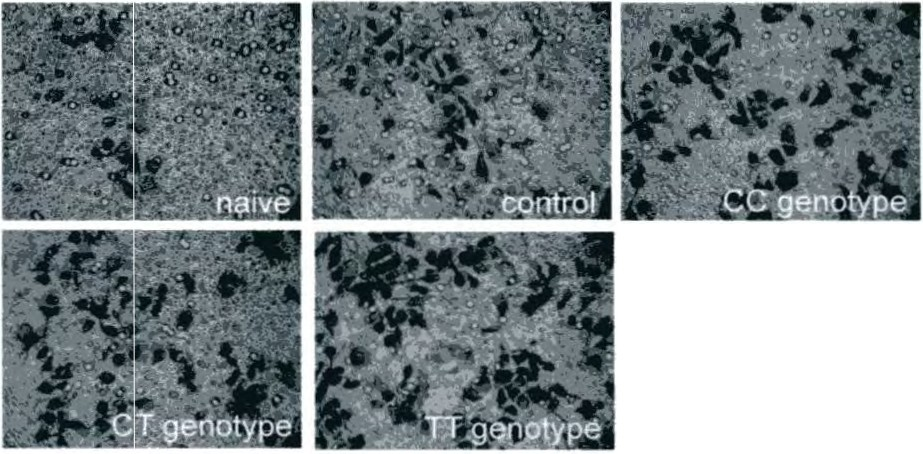 naive
control
CC genotype
CT genotype
TT genotype